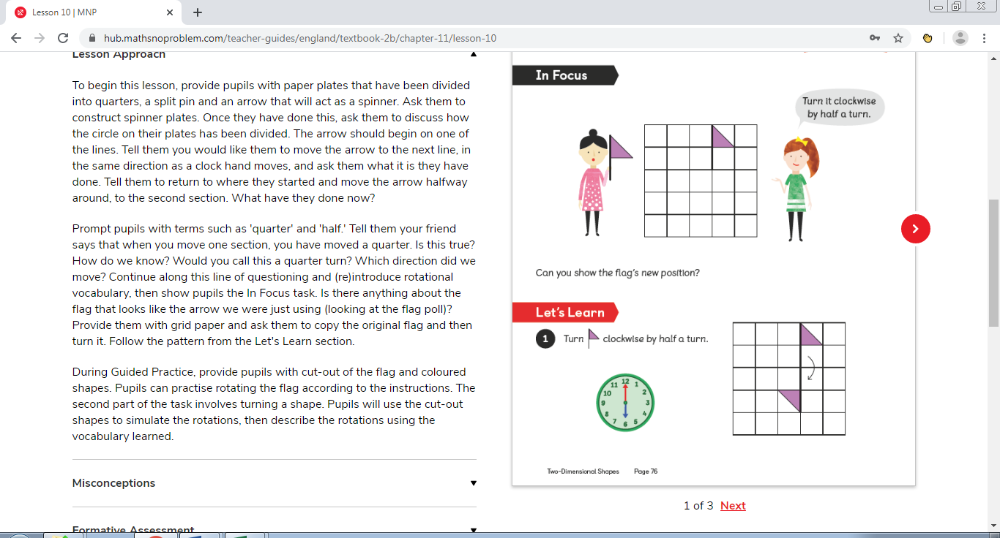 Lesson 10 | MNP
hub.mathsnoproblem.com/teacher-guides/england/textbook-2b/chapter-11/lesson-10
Lesson Approach
To begin this lesson, provide pupils with paper plates that have been divided
into quarters, a split pin and an arrow that will act as a spinner. Ask them to
construct spinner plates. Once they have done this, ask them to discuss how
the circle on their plates has been divided. The arrow should begin on one of
the lines. Tell them you would like them to move the arrow to the next line, in
the same direction as a clock hand moves, and ask them what it is they have
done. Tell them to return to where they started and move the arrow halfway
around, to the second section. What have they done now?
Prompt pupils with terms such as 'quarter' and 'half.' Tell them your friend
says that when you move one section, you have moved a quarter. Is this true?
How do we know? Would you call this a quarter turn? Which direction did we
move? Continue along this line of questioning and (re)introduce rotational
vocabulary, then show pupils the In Focus task. Is there anything about the
flag that looks like the arrow we were just using (looking at the flag poll)?
Provide them with grid paper and ask them to copy the original flag and then
turn it. Follow the pattern from the Let's Learn section.
During Guided Practice, provide pupils with cut-out of the flag and coloured
shapes. Pupils can practise rotating the flag according to the instructions. The
second part of the task involves turning a shape. Pupils will use the cut-out
shapes to simulate the rotations, then describe the rotations using the
vocabulary learned.
Misconceptions
Formative Assessment
In Focus
Turn it clockwise
by half a turn.
Can you show the flag's new position?
Let's Learn
1 Turn clockwise by half a turn.
12
1
2
3
4
5
6
7
8
9
10
11
Two-Dimensional Shapes Page 76
1 of 3 Next